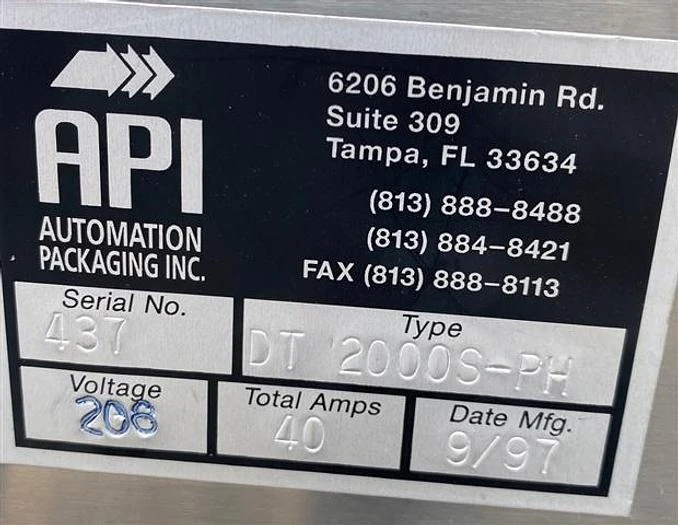 API
AUTOMATION
PACKAGING INC.
6206 Benjamin Rd.
Suite 309
Tampa, FL 33634
(813) 888-8488
(813) 884-8421
FAX (813) 888-8113
Serial No.
437
Type
DT 2000S-PH
Voltage
208
Total Amps
40
Date Mfg.
9/97